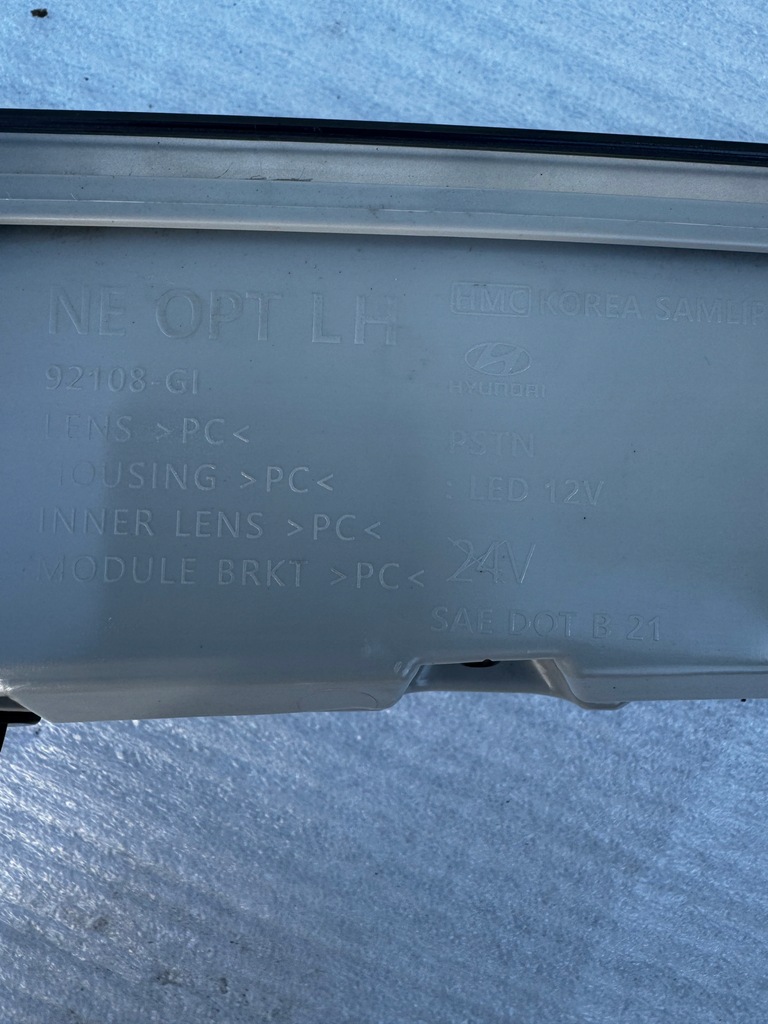 NE OPT LH
92108-GI
LENS >PC<
HOUSING >PC<
INNER LENS >PC<
MODULE BRKT >PC<
HMC KOREA SAMLIP
HYUNDAI
PSTN
: LED 12V
24V
SAE DOT B 21